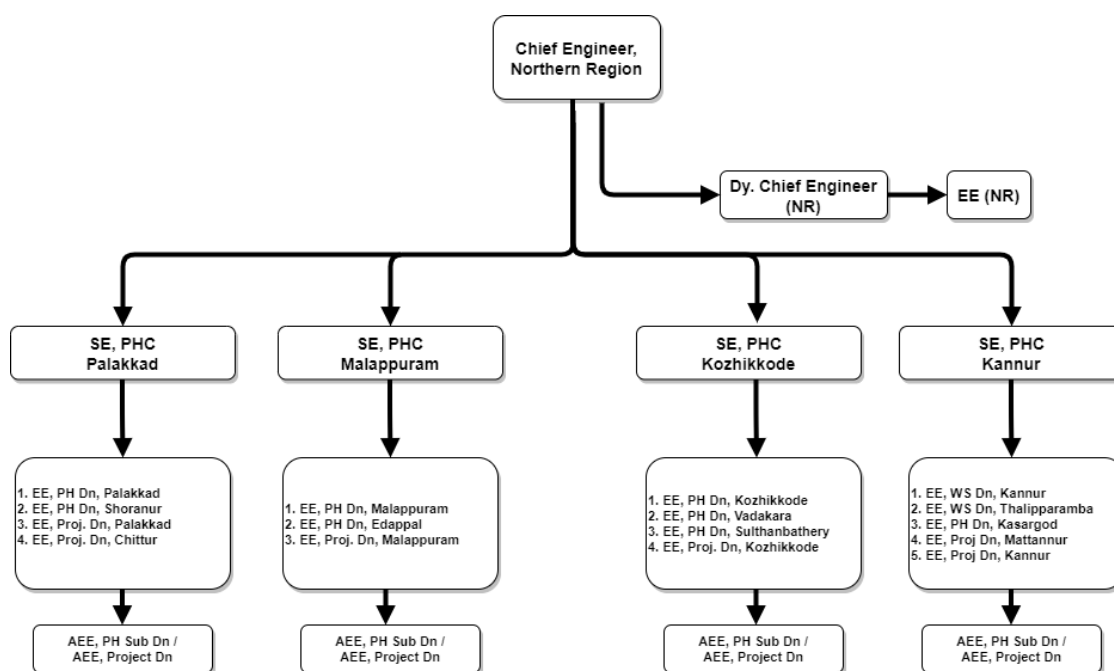 Chief Engineer,
Northern Region
Dy. Chief Engineer
(NR)
EE (NR)
SE, PHC
Palakkad
SE, PHC
Malappuram
SE, PHC
Kozhikkode
SE, PHC
Kannur
1. EE, PH Dn, Palakkad
2. EE, PH Dn, Shoranur
3. EE, Proj. Dn, Palakkad
4. EE, Proj. Dn, Chittur
1. EE, PH Dn, Malappuram
2. EE, PH Dn, Edappal
3. EE, Proj. Dn, Malappuram
1. EE, PH Dn, Kozhikkode
2. EE, PH Dn, Vadakara
3. EE, PH Dn, Sulthanbathery
4. EE, Proj. Dn, Kozhikkode
1. EE, WS Dn, Kannur
2. EE, WS Dn, Thalipparamba
3. EE, PH Dn, Kasargod
4. EE, Proj Dn, Mattannur
5. EE, Proj Dn, Kannur
AEE, PH Sub Dn /
AEE, Project Dn
AEE, PH Sub Dn /
AEE, Project Dn
AEE, PH Sub Dn /
AEE, Project Dn
AEE, PH Sub Dn /
AEE, Project Dn